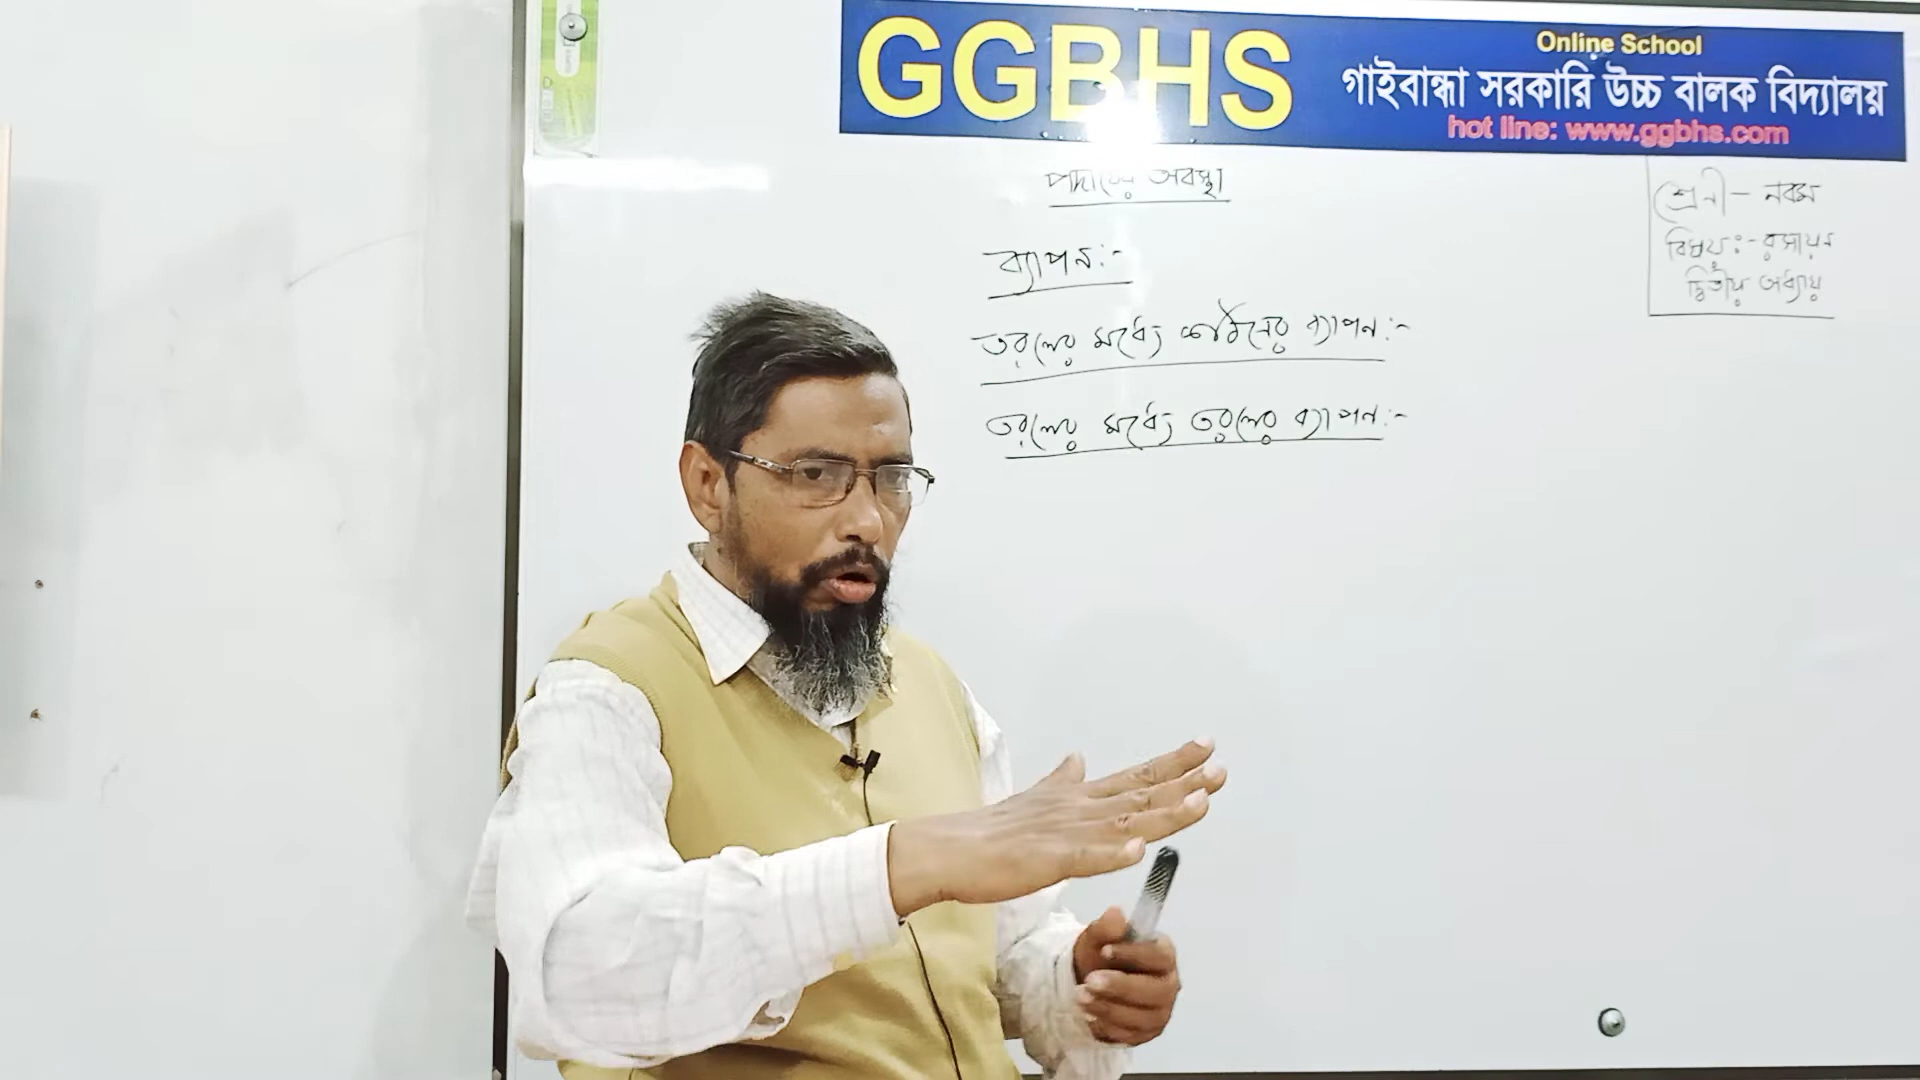 GGBHS
Online School
গাইবান্ধা সরকারি উচ্চ বালক বিদ্যালয়
hot line: www.ggbhs.com
পদার্থের অবস্থা
শ্রেনী- নবম
বিষয়:- রসায়ন
দ্বিতীয় অধ্যায়
ব্যাপন:-
তরলের মধ্যে কঠিনের ব্যাপন:-
তরলের মধ্যে তরলের ব্যাপন:-